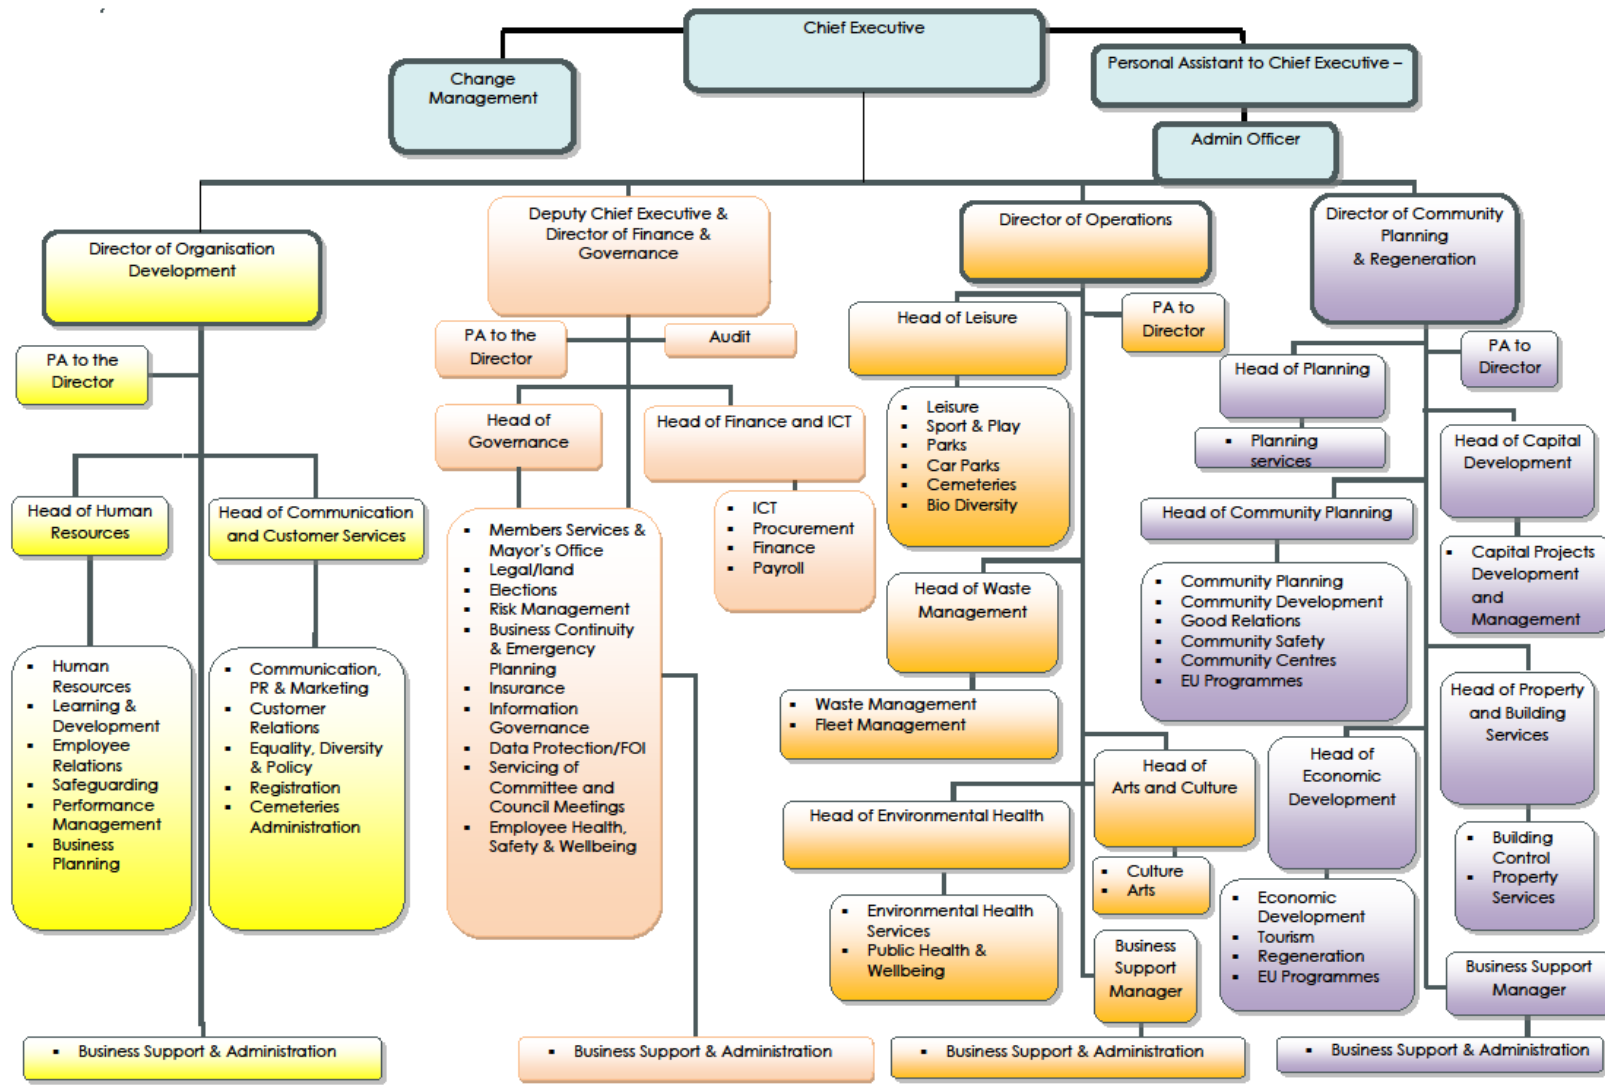 Chief Executive
Change
Management
Personal Assistant to Chief Executive –
Admin Officer
Director of Organisation
Development
PA to the
Director
Head of Human
Resources
Head of Communication
and Customer Services
▪ Human
Resources
▪ Learning &
Development
▪ Employee
Relations
▪ Safeguarding
▪ Performance
Management
▪ Business
Planning
▪ Communication,
PR & Marketing
▪ Customer
Relations
▪ Equality, Diversity
& Policy
▪ Registration
▪ Cemeteries
Administration
▪ Business Support & Administration
Deputy Chief Executive &
Director of Finance &
Governance
PA to the
Director
Audit
Head of
Governance
Head of Finance and ICT
▪ Members Services &
Mayor's Office
▪ Legal/land
▪ Elections
▪ Risk Management
▪ Business Continuity
& Emergency
Planning
▪ Insurance
▪ Information
Governance
▪ Data Protection/FOI
▪ Servicing of
Committee and
Council Meetings
▪ Employee Health,
Safety & Wellbeing
▪ ICT
▪ Procurement
▪ Finance
▪ Payroll
▪ Business Support & Administration
Director of Operations
PA to
Director
Head of Leisure
▪ Leisure
▪ Sport & Play
▪ Parks
▪ Car Parks
▪ Cemeteries
▪ Bio Diversity
Head of Waste
Management
▪ Waste Management
▪ Fleet Management
Head of
Arts and Culture
▪ Culture
▪ Arts
Head of Environmental Health
▪ Environmental Health
Services
▪ Public Health &
Wellbeing
Business
Support
Manager
▪ Business Support & Administration
Director of Community
Planning
& Regeneration
PA to
Director
Head of Planning
▪ Planning
services
Head of Capital
Development
▪ Capital Projects
Development
and
Management
Head of Community Planning
▪ Community Planning
▪ Community Development
▪ Good Relations
▪ Community Safety
▪ Community Centres
▪ EU Programmes
Head of Property
and Building
Services
▪ Building
Control
▪ Property
Services
Head of
Economic
Development
▪ Economic
Development
▪ Tourism
▪ Regeneration
▪ EU Programmes
Business Support
Manager
▪ Business Support & Administration